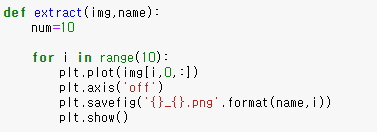 def extract(img,name):
    num=10

    for i in range(10):
        plt.plot(img[i,0,:])
        plt.axis('off')
        plt.savefig('{}_{}.png'.format(name,i))
        plt.show()